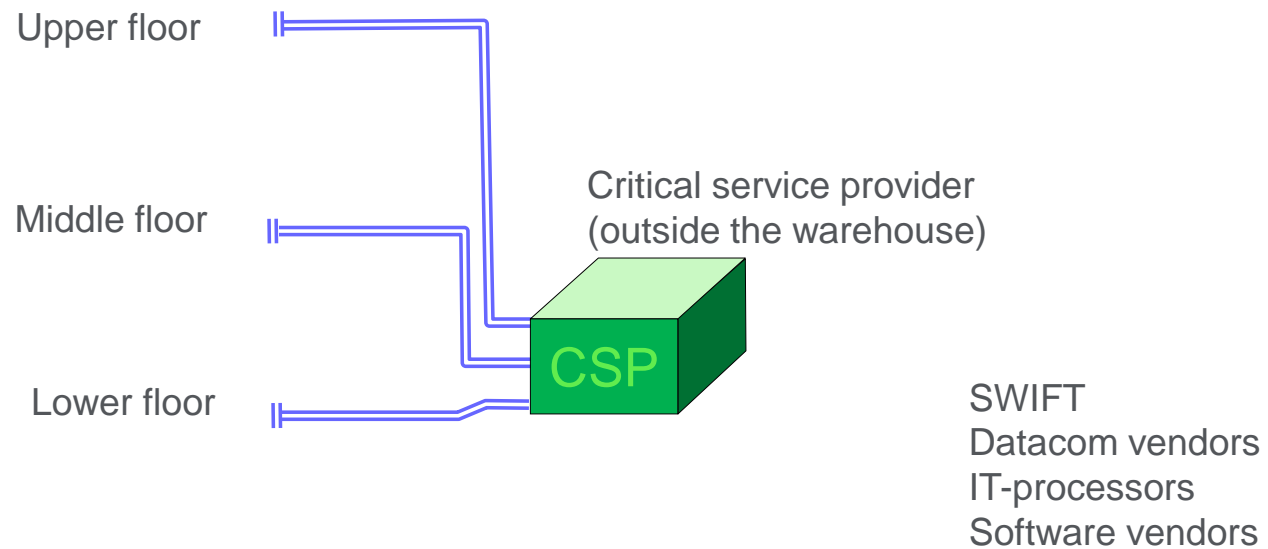 Upper floor
Critical service provider
Middle floor
(outside the warehouse)
CSP
Lower floor
SWIFT
Datacom vendors
IT-processors
Software vendors